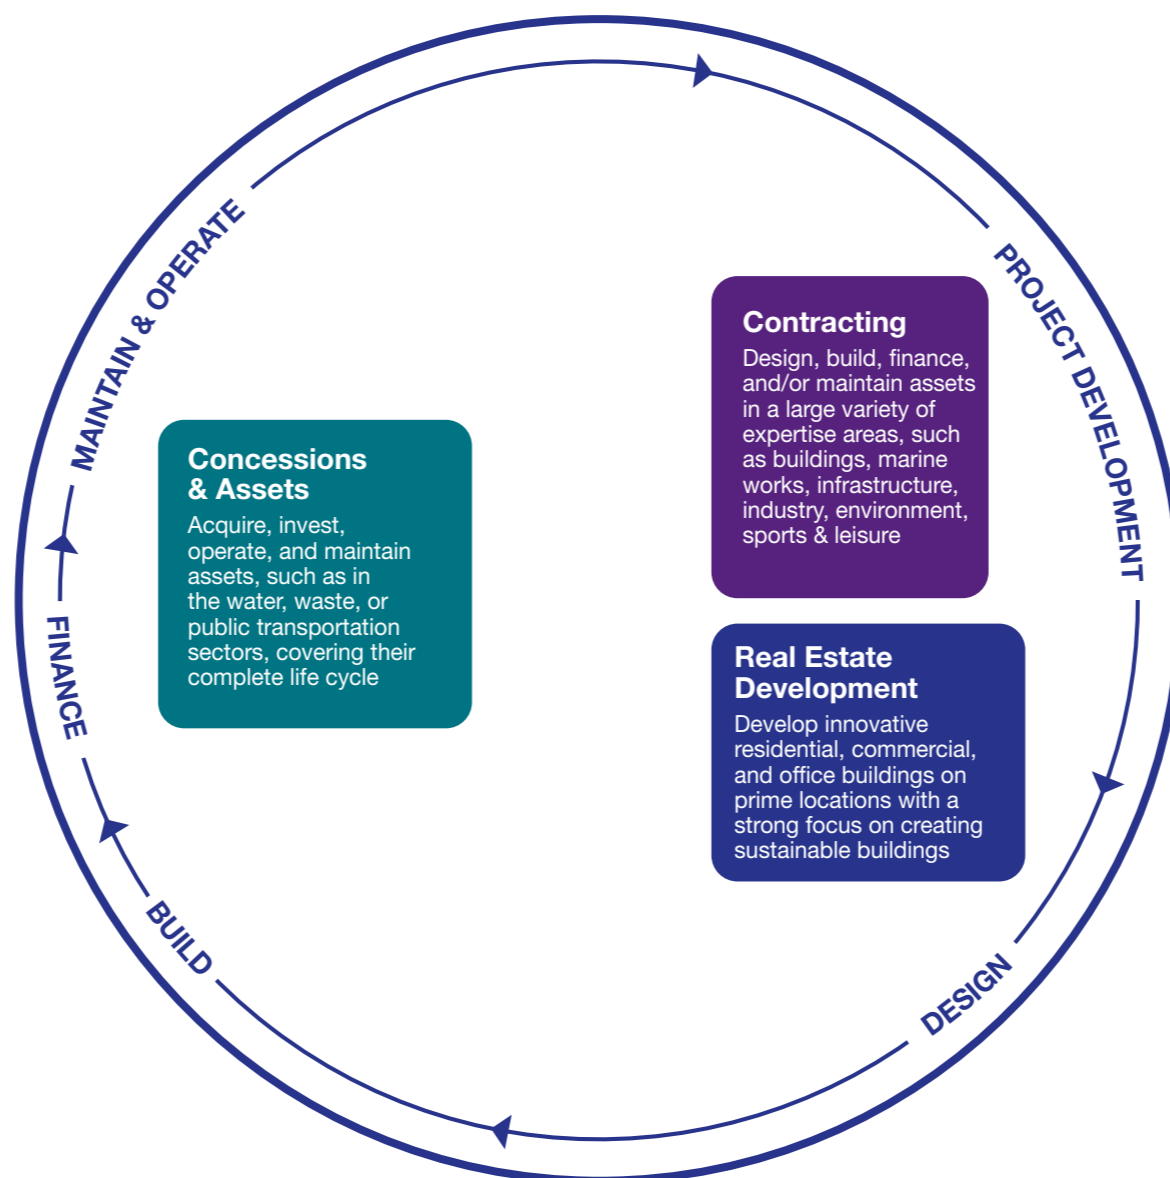 MAINTAIN & OPERATE
PROJECT DEVELOPMENT
Contracting
Design, build, finance,
and/or maintain assets
in a large variety of
expertise areas, such
as buildings, marine
works, infrastructure,
industry, environment,
sports & leisure
Concessions
& Assets
Acquire, invest,
operate, and maintain
assets, such as in
the water, waste, or
public transportation
sectors, covering their
complete life cycle
Real Estate
Development
Develop innovative
residential, commercial,
and office buildings on
prime locations with a
strong focus on creating
sustainable buildings
FINANCE
BUILD
DESIGN